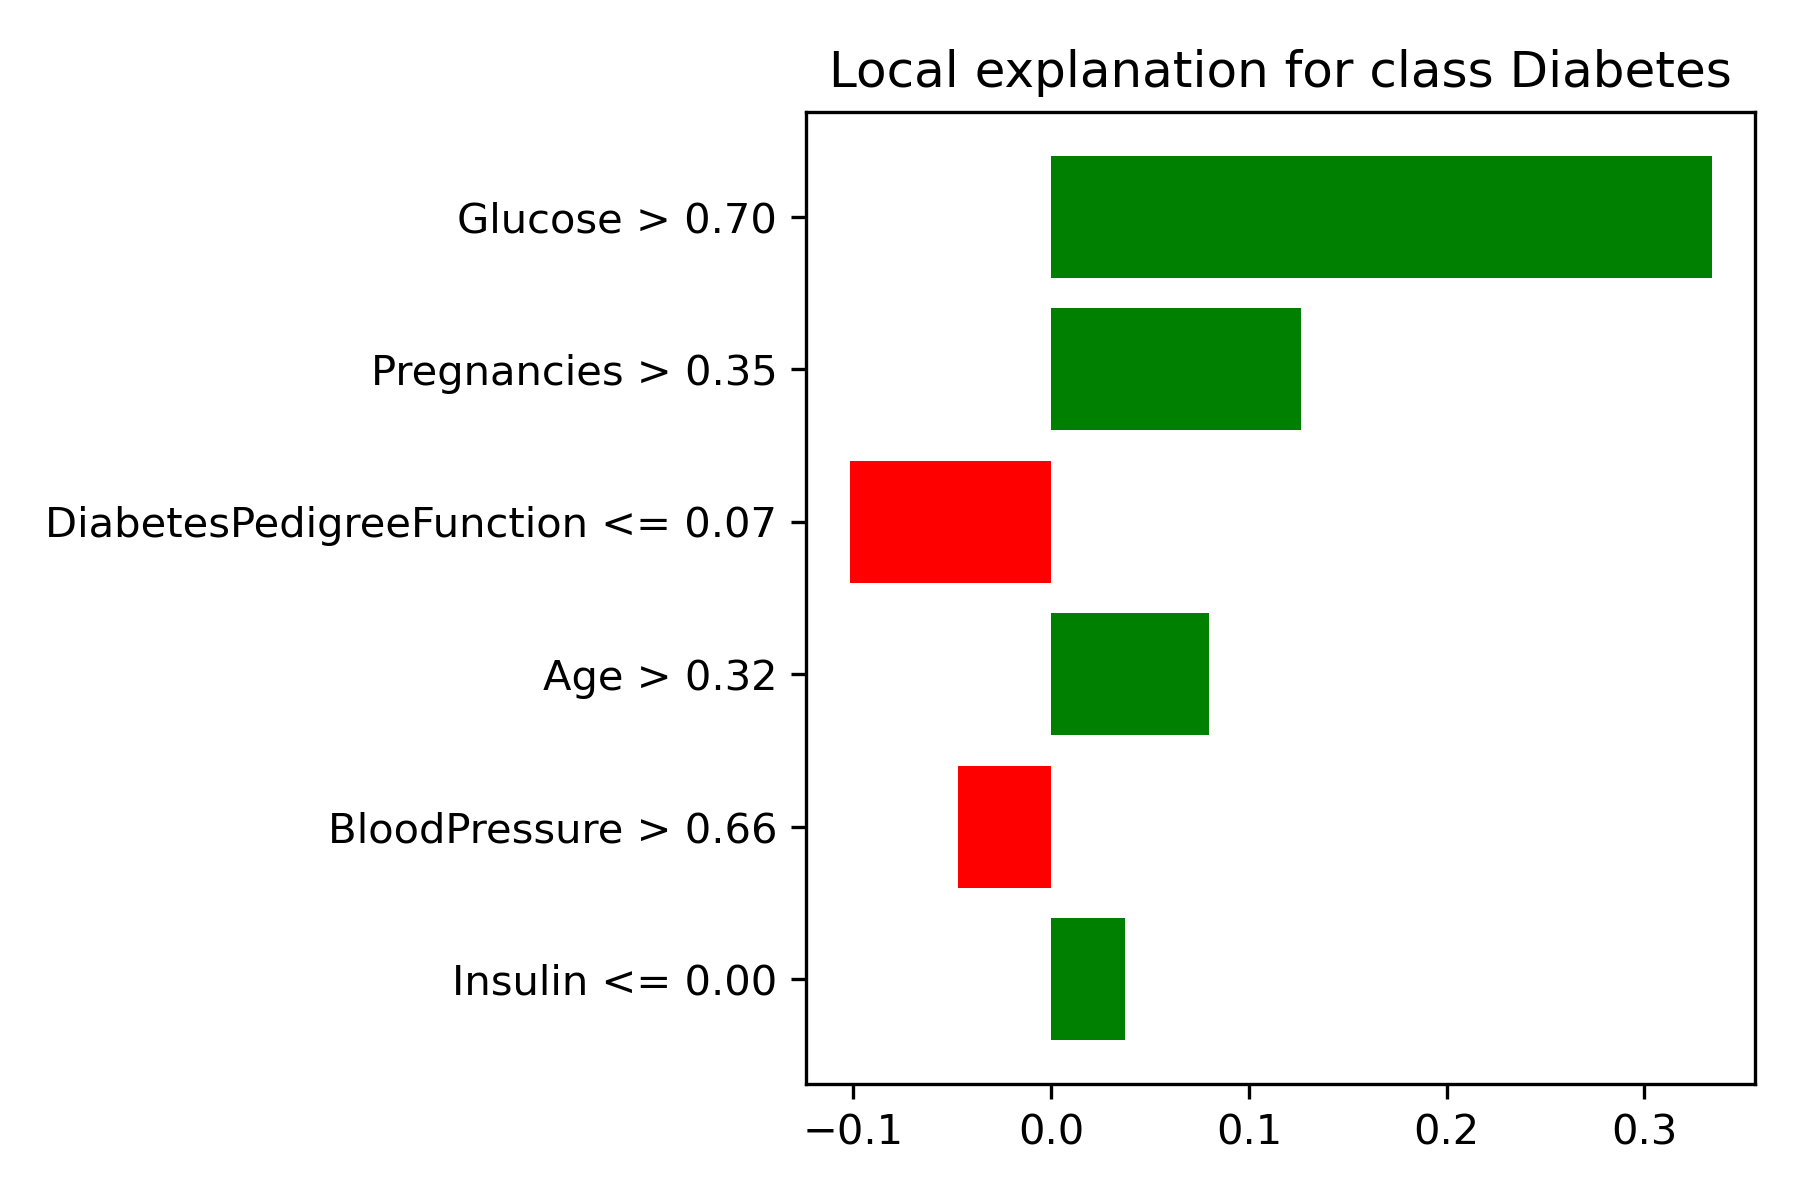 Local explanation for class Diabetes
Glucose > 0.70
Pregnancies > 0.35
DiabetesPedigreeFunction <= 0.07
Age > 0.32
BloodPressure > 0.66
Insulin <= 0.00
−0.1 0.0 0.1 0.2 0.3